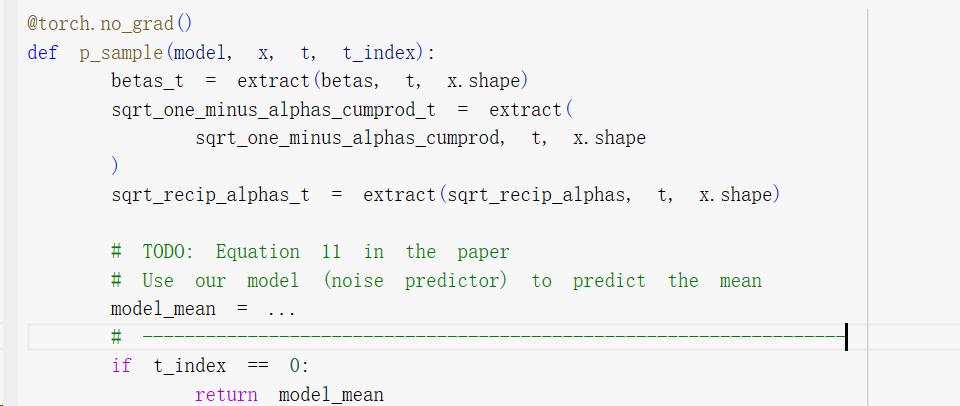 @torch.no_grad()
def p_sample(model, x, t, t_index):
betas_t = extract(betas, t, x.shape)
sqrt_one_minus_alphas_cumprod_t = extract(
sqrt_one_minus_alphas_cumprod, t, x.shape
)
sqrt_recip_alphas_t = extract(sqrt_recip_alphas, t, x.shape)
# TODO: Equation 11 in the paper
# Use our model (noise predictor) to predict the mean
model_mean = ...
# -------------------------------------------------------------------
if t_index == 0:
return model_mean